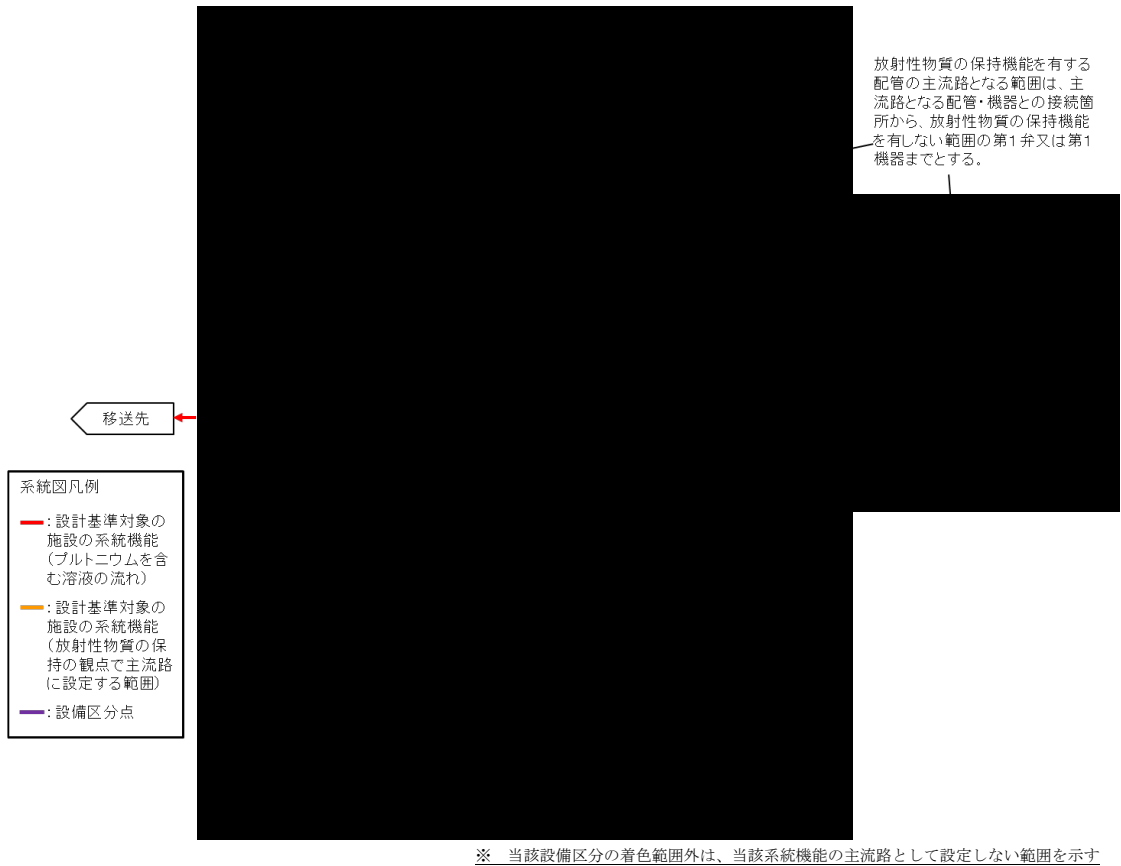 放射性物質の保持機能を有する
配管の主流路となる範囲は、主
流路となる配管・機器との接続箇
所から、放射性物質の保持機能
を有しない範囲の第1弁又は第1
機器までとする。
移送先
系統図凡例
：設計基準対象の
施設の系統機能
（プルトニウムを含
む溶液の流れ）
：設計基準対象の
施設の系統機能
（放射性物質の保
持の観点で主流路
に設定する範囲）
：設備区分点
※　当該設備区分の着色範囲外は、当該系統機能の主流路として設定しない範囲を示す